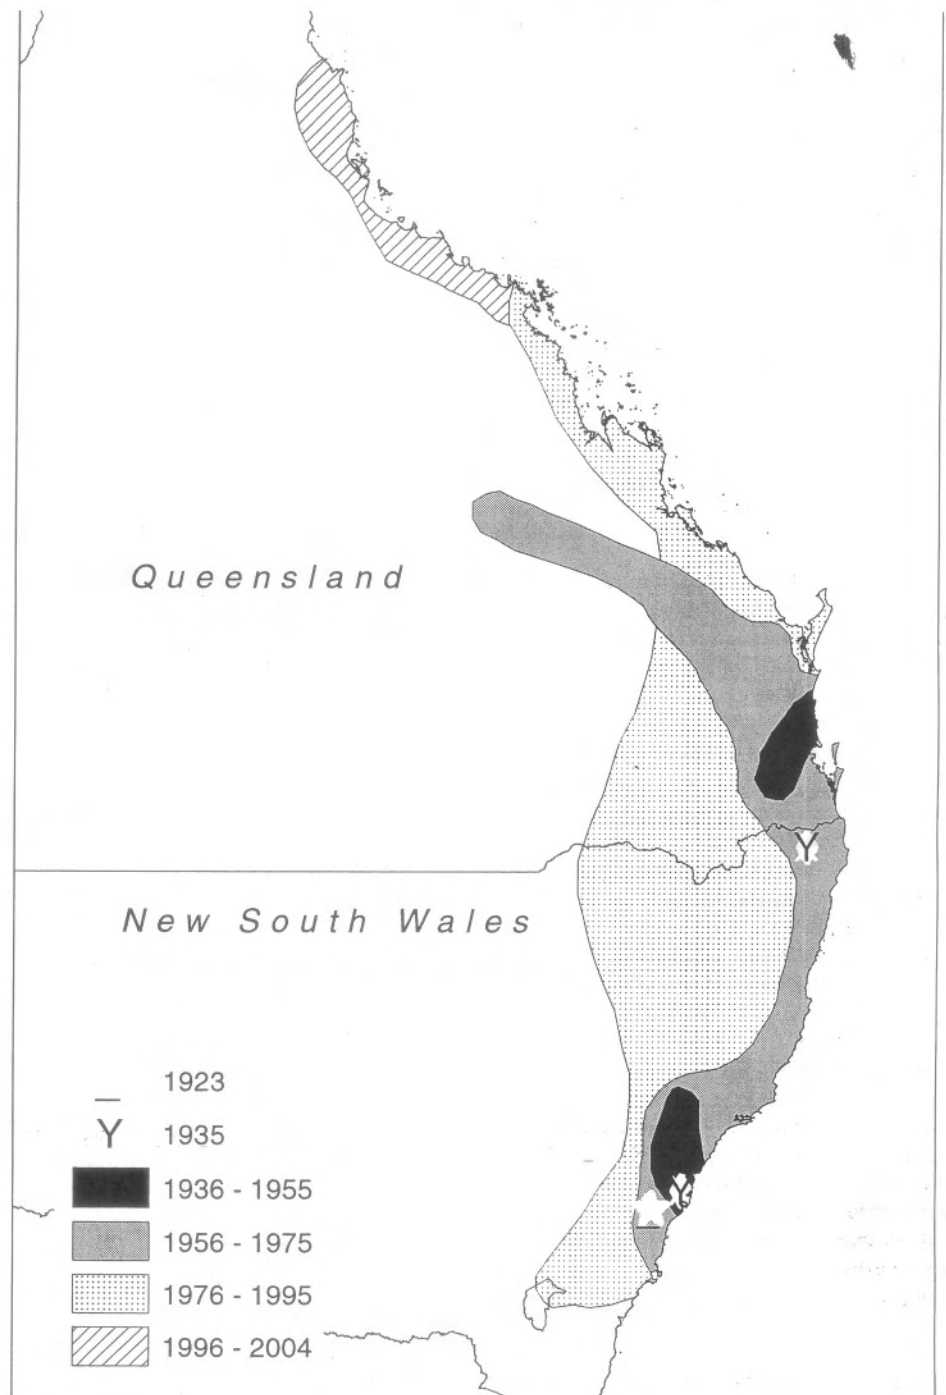 Queensland
New South Wales
1923
Y 1935
1936 - 1955
1956 - 1975
1976 - 1995
1996 - 2004
Y
Y